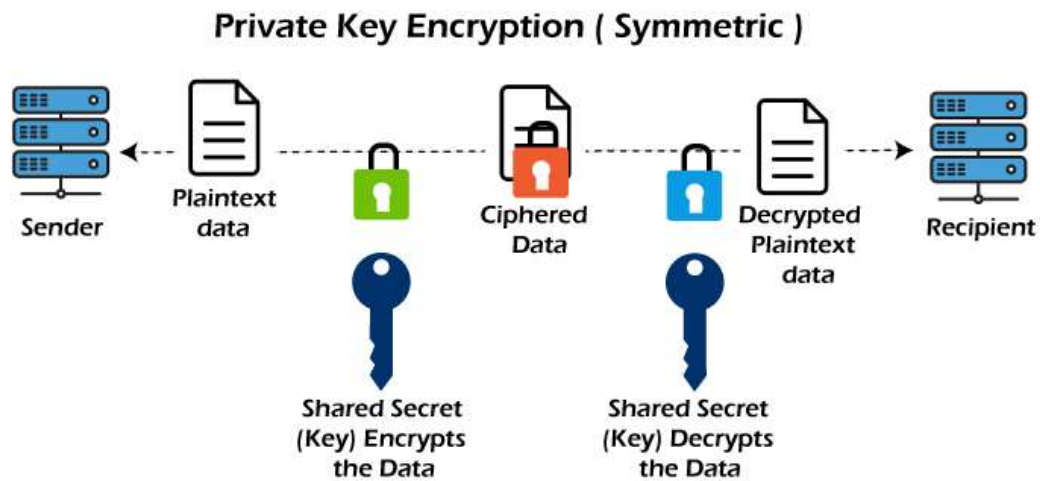 Private Key Encryption ( Symmetric )
Sender
Plaintext
data
Ciphered
Data
Decrypted
Plaintext
data
Recipient
Shared Secret
(Key) Encrypts
the Data
Shared Secret
(Key) Decrypts
the Data